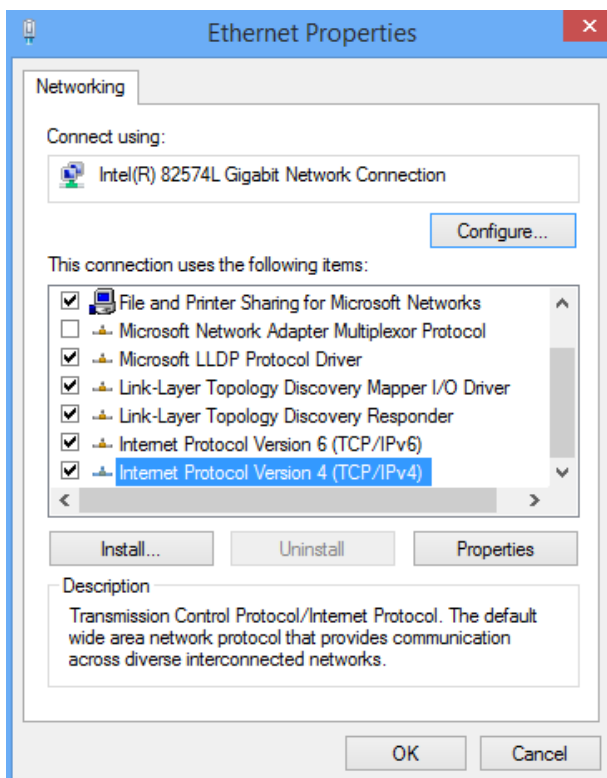 Ethernet Properties
Networking
Connect using:
Intel(R) 82574L Gigabit Network Connection
Configure...
This connection uses the following items:
File and Printer Sharing for Microsoft Networks
Microsoft Network Adapter Multiplexor Protocol
Microsoft LLDP Protocol Driver
Link-Layer Topology Discovery Mapper I/O Driver
Link-Layer Topology Discovery Responder
Internet Protocol Version 6 (TCP/IPv6)
Internet Protocol Version 4 (TCP/IPv4)
Install...
Uninstall
Properties
Description
Transmission Control Protocol/Internet Protocol. The default
wide area network protocol that provides communication
across diverse interconnected networks.
OK
Cancel